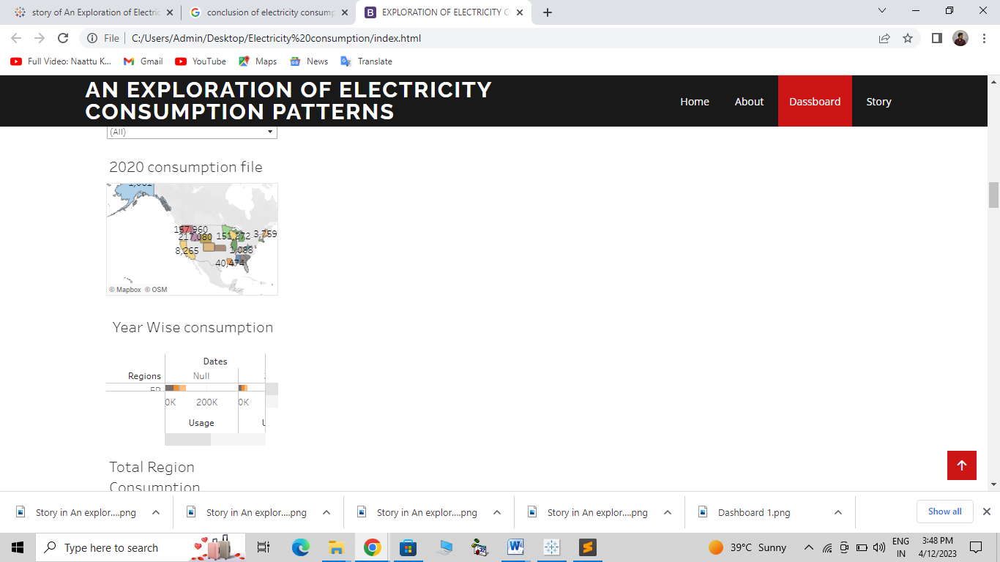 story of An Exploration of Electric
conclusion of electricity consump
EXPLORATION OF ELECTRICITY C
File
C:/Users/Admin/Desktop/Electricity%20consumption/index.html
Full Video: Naattu K...
Gmail
YouTube
Maps
News
Translate
AN EXPLORATION OF ELECTRICITY
CONSUMPTION PATTERNS
Home
About
Dassboard
Story
(All)
2020 consumption file
157,960
217,080
151,272
3,759
8,265
1,088
40,474
© Mapbox © OSM
Year Wise consumption
Dates
Regions
Null
0K
200K
0K
Usage
Total Region
Consumption
Story in An explor....png
Story in An explor....png
Story in An explor....png
Story in An explor....png
Dashboard 1.png
Show all
Type here to search
39°C Sunny
ENG
IN
3:48 PM
4/12/2023